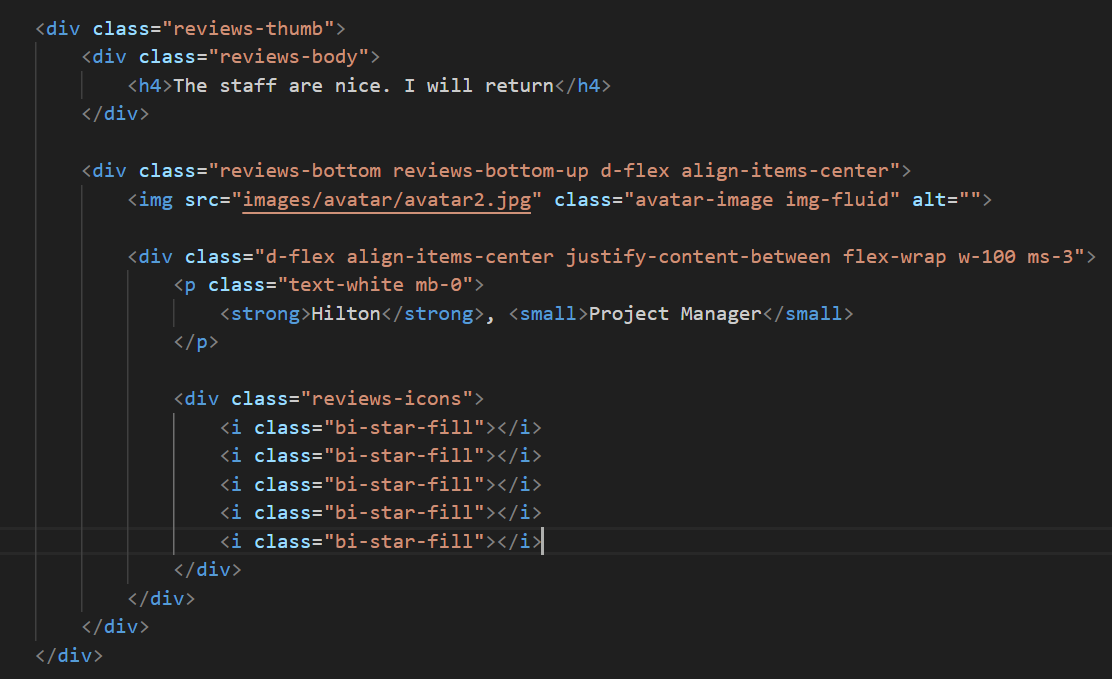 <div class="reviews-thumb">
    <div class="reviews-body">
        <h4>The staff are nice. I will return</h4>
    </div>

    <div class="reviews-bottom reviews-bottom-up d-flex align-items-center">
        <img src="images/avatar/avatar2.jpg" class="avatar-image img-fluid" alt="">

        <div class="d-flex align-items-center justify-content-between flex-wrap w-100 ms-3">
            <p class="text-white mb-0">
                <strong>Hilton</strong>, <small>Project Manager</small>
            </p>

            <div class="reviews-icons">
                <i class="bi-star-fill"></i>
                <i class="bi-star-fill"></i>
                <i class="bi-star-fill"></i>
                <i class="bi-star-fill"></i>
                <i class="bi-star-fill"></i>
            </div>
        </div>
    </div>
</div>